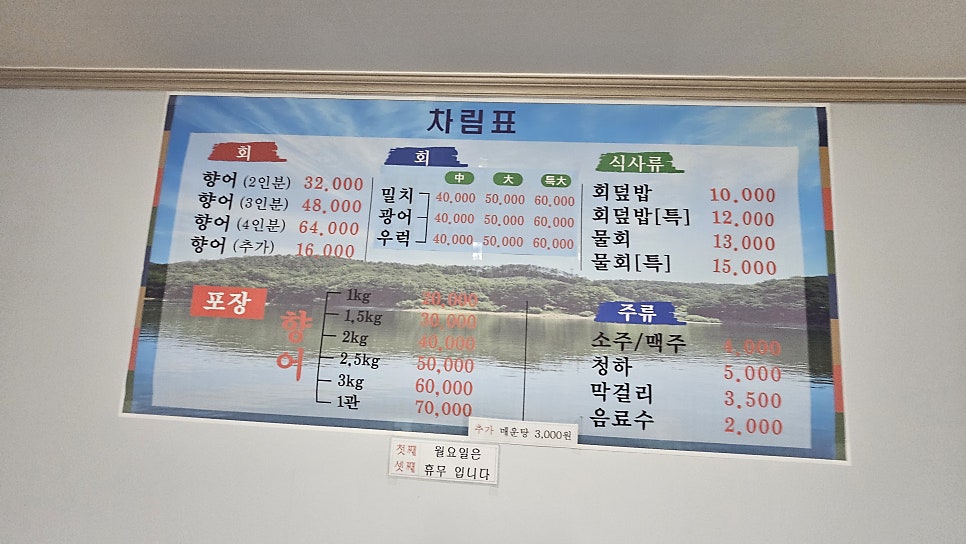 차림표
회
향어 (2인분) 32.000
향어 (3인분) 48.000
향어 (4인분) 64.000
향어 (추가) 16.000
회
中 大 특大
밀치 40.000 50.000 60.000
광어 40.000 50.000 60.000
우럭 40.000 50.000 60.000
식사류
회덮밥 10.000
회덮밥[특] 12.000
물회 13.000
물회[특] 15.000
포장
향어
1kg 20,000
1,5kg 30,000
2kg 40,000
2,5kg 50,000
3kg 60,000
1관 70,000
주류
소주/맥주 4.000
청하 5.000
막걸리 3.500
음료수 2.000
추가 매운탕 3,000원
첫째 월요일은
셋째 휴무 입니다